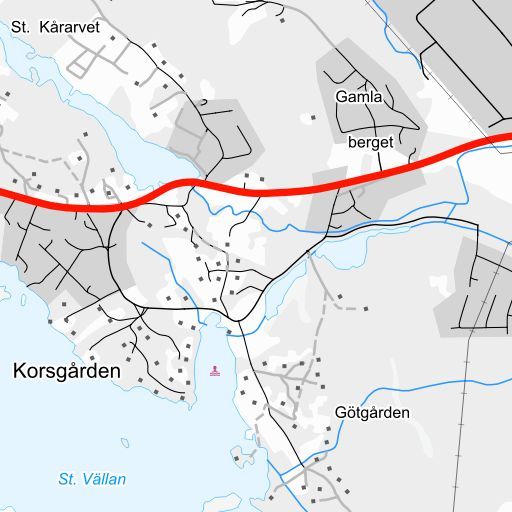 St. Kårarvet
Gamla
berget
Korsgården
Götgården
St. Vällan